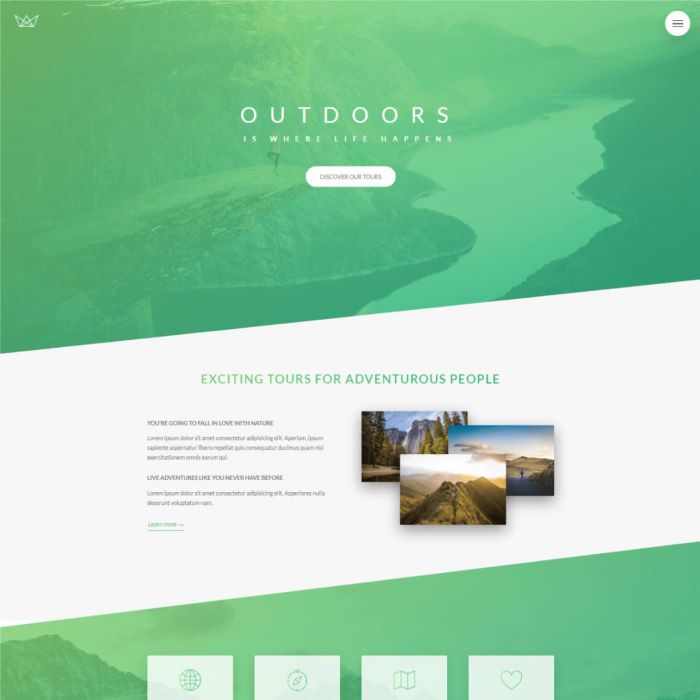 OUTDOORS
IS WHERE LIFE HAPPENS
DISCOVER OUR TOURS
EXCITING TOURS FOR ADVENTUROUS PEOPLE
YOU'RE GOING TO FALL IN LOVE WITH NATURE
Lorem ipsum dolor sit amet consectetur adipisicing elit. Aperiam, ipsum
sapiente aspernatur libero repellat quis consequatur ducimus quam nisi
exercitationem omnis earum qui.
LIVE ADVENTURES LIKE YOU NEVER HAVE BEFORE
Lorem ipsum dolor sit amet consectetur adipisicing elit. Asperiores nulla
deserunt voluptatum nam.
Learn more →